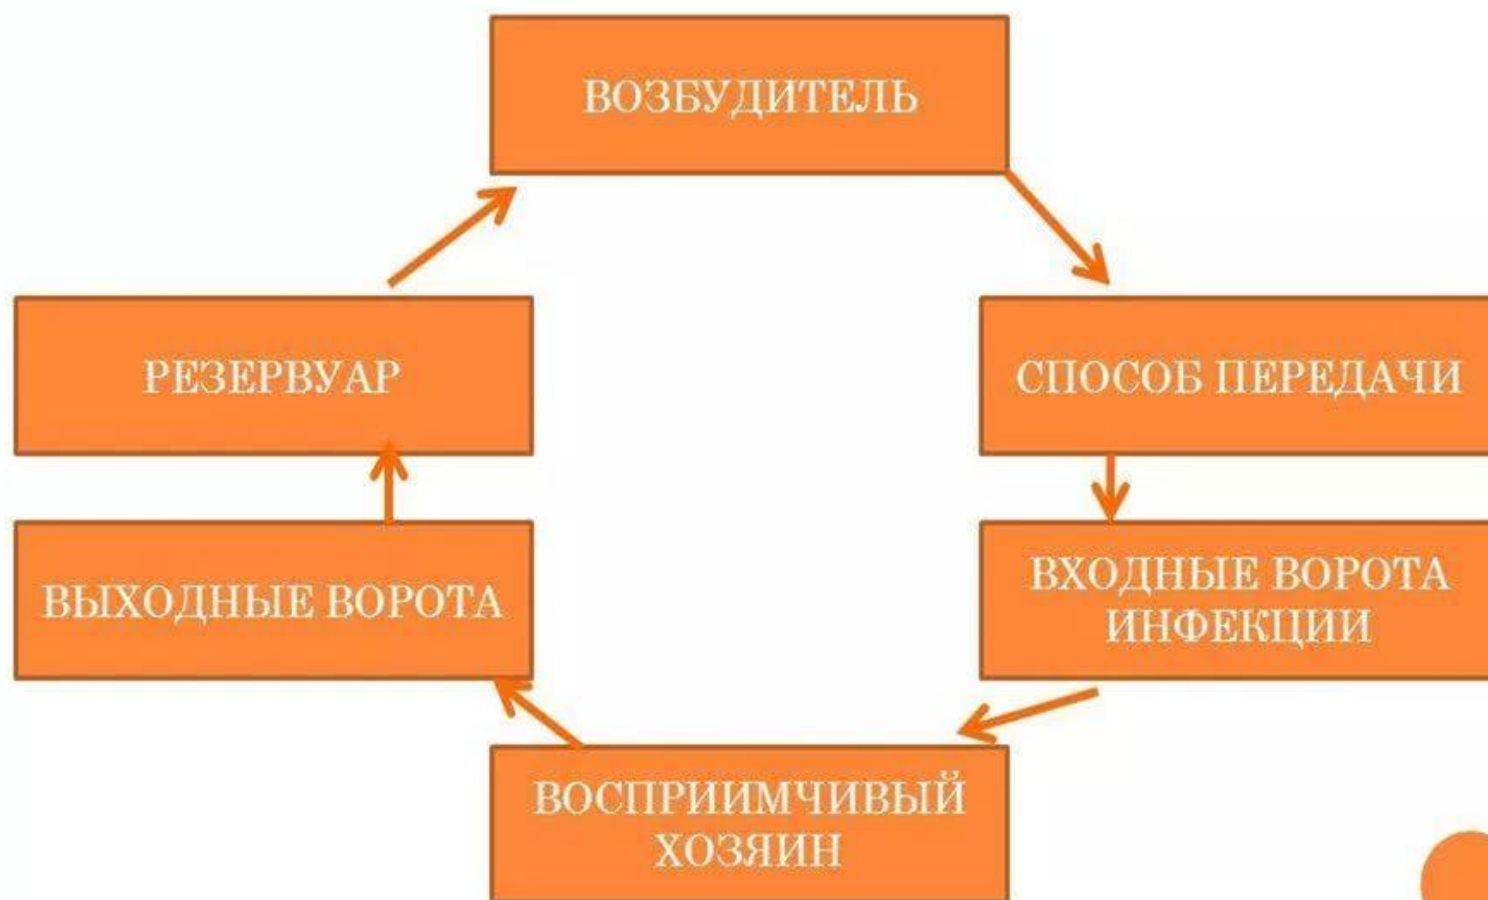 ВОЗБУДИТЕЛЬ
РЕЗЕРВУАР
СПОСОБ ПЕРЕДАЧИ
ВЫХОДНЫЕ ВОРОТА
ВХОДНЫЕ ВОРОТА
ИНФЕКЦИИ
ВОСПРИИМЧИВЫЙ
ХОЗЯИН